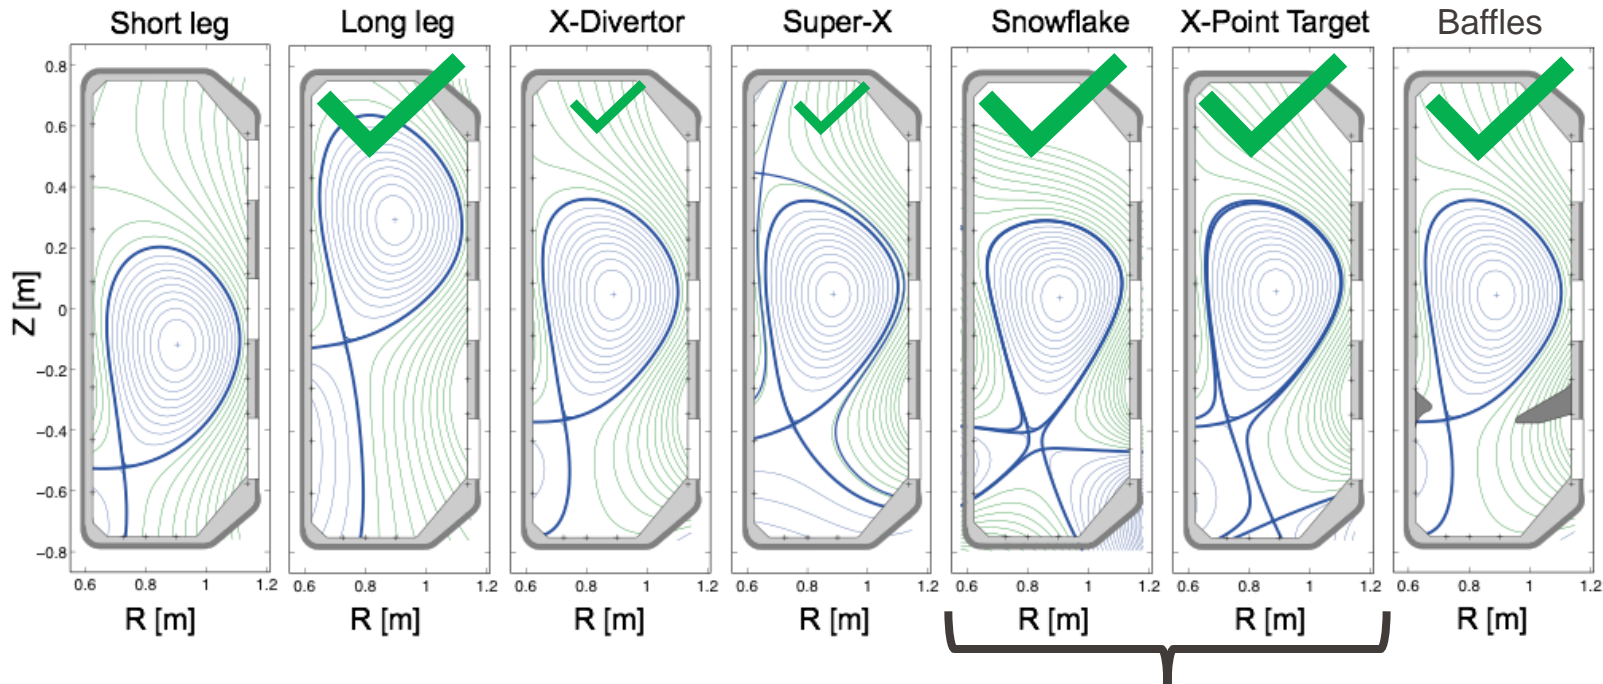 Short leg
Long leg
X-Divertor
Super-X
Snowflake
X-Point Target
Baffles
Z [m]
0.8
0.6
0.4
0.2
0
−0.2
−0.4
−0.6
−0.8
0.6 0.8 1 1.2
0.6 0.8 1 1.2
0.6 0.8 1 1.2
0.6 0.8 1 1.2
0.6 0.8 1 1.2
0.6 0.8 1 1.2
0.6 0.8 1 1.2
R [m]
R [m]
R [m]
R [m]
R [m]
R [m]
R [m]